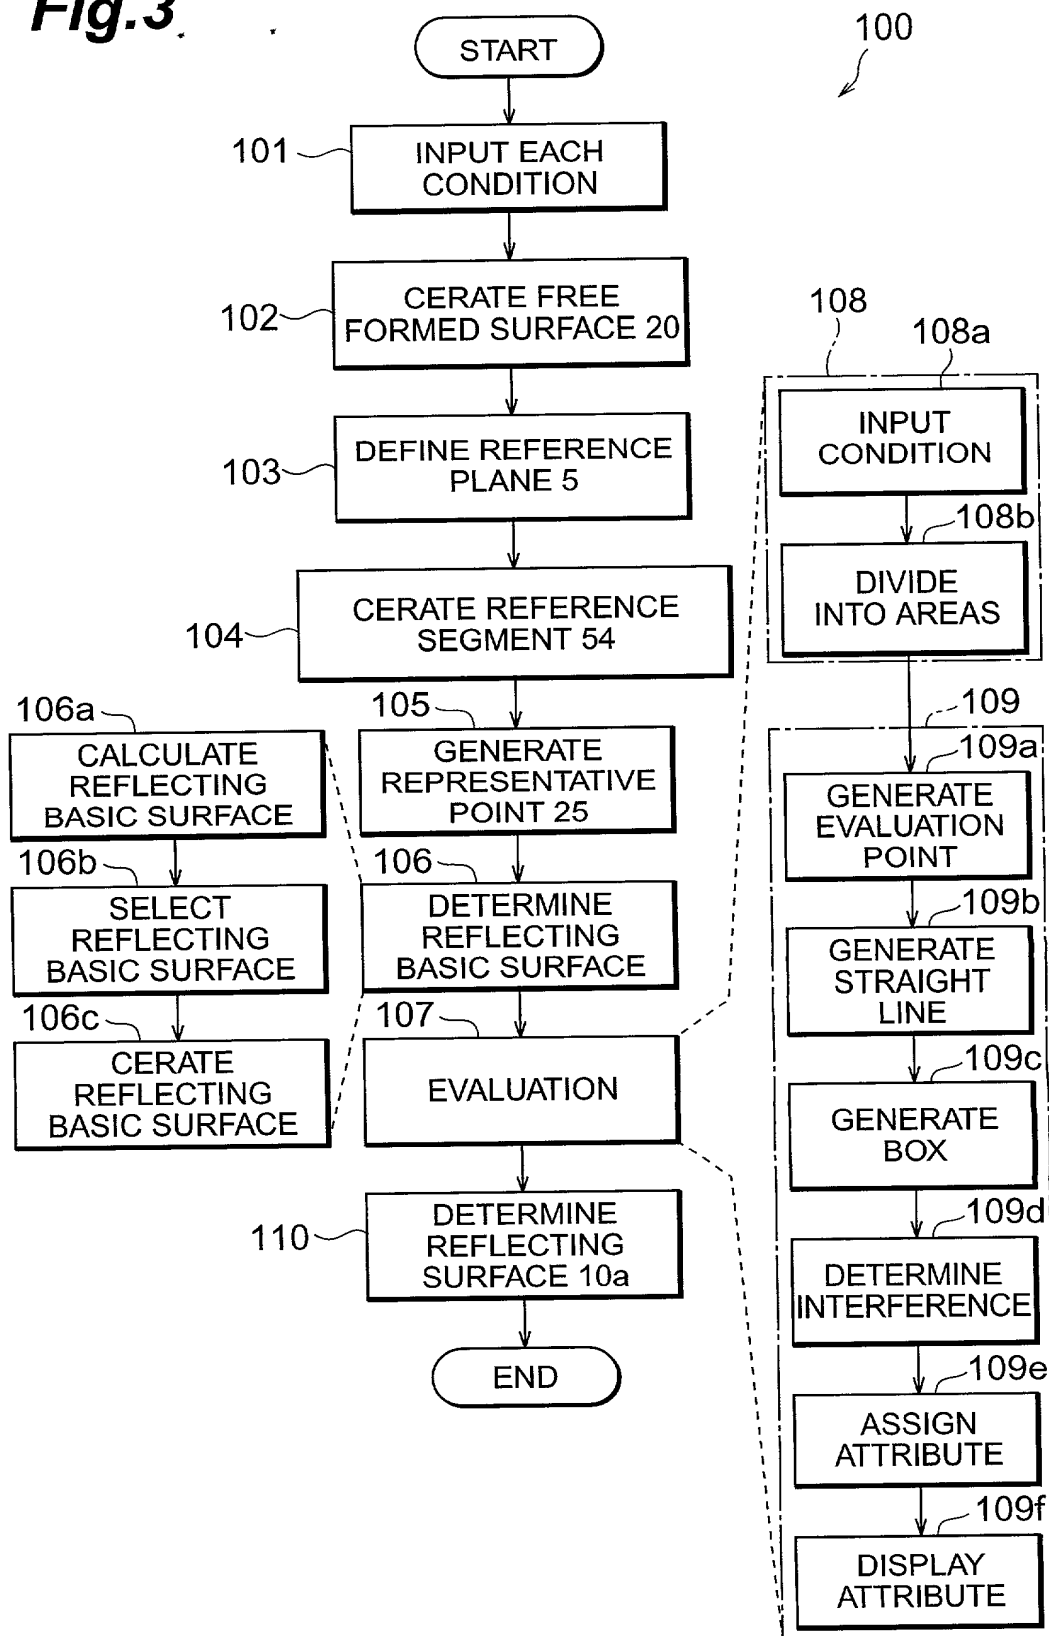 Fig.3
100
START
101
INPUT EACH
CONDITION
102
CERATE FREE
FORMED SURFACE 20
103
DEFINE REFERENCE
PLANE 5
104
CERATE REFERENCE
SEGMENT 54
105
GENERATE
REPRESENTATIVE
POINT 25
106
DETERMINE
REFLECTING
BASIC SURFACE
107
EVALUATION
110
DETERMINE
REFLECTING
SURFACE 10a
END
106a
CALCULATE
REFLECTING
BASIC SURFACE
106b
SELECT
REFLECTING
BASIC SURFACE
106c
CERATE
REFLECTING
BASIC SURFACE
108
108a
INPUT
CONDITION
108b
DIVIDE
INTO AREAS
109
109a
GENERATE
EVALUATION
POINT
109b
GENERATE
STRAIGHT
LINE
109c
GENERATE
BOX
109d
DETERMINE
INTERFERENCE
109e
ASSIGN
ATTRIBUTE
109f
DISPLAY
ATTRIBUTE